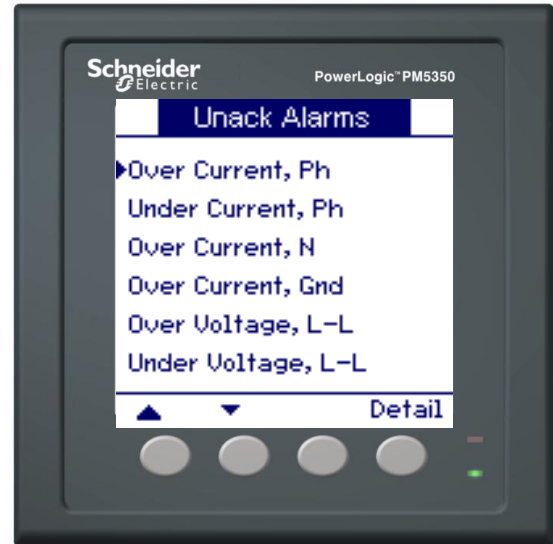 Schneider
Electric
PowerLogic™ PM5350
Unack Alarms
Over Current, Ph
Under Current, Ph
Over Current, N
Over Current, Gnd
Over Voltage, L-L
Under Voltage, L-L
Detail